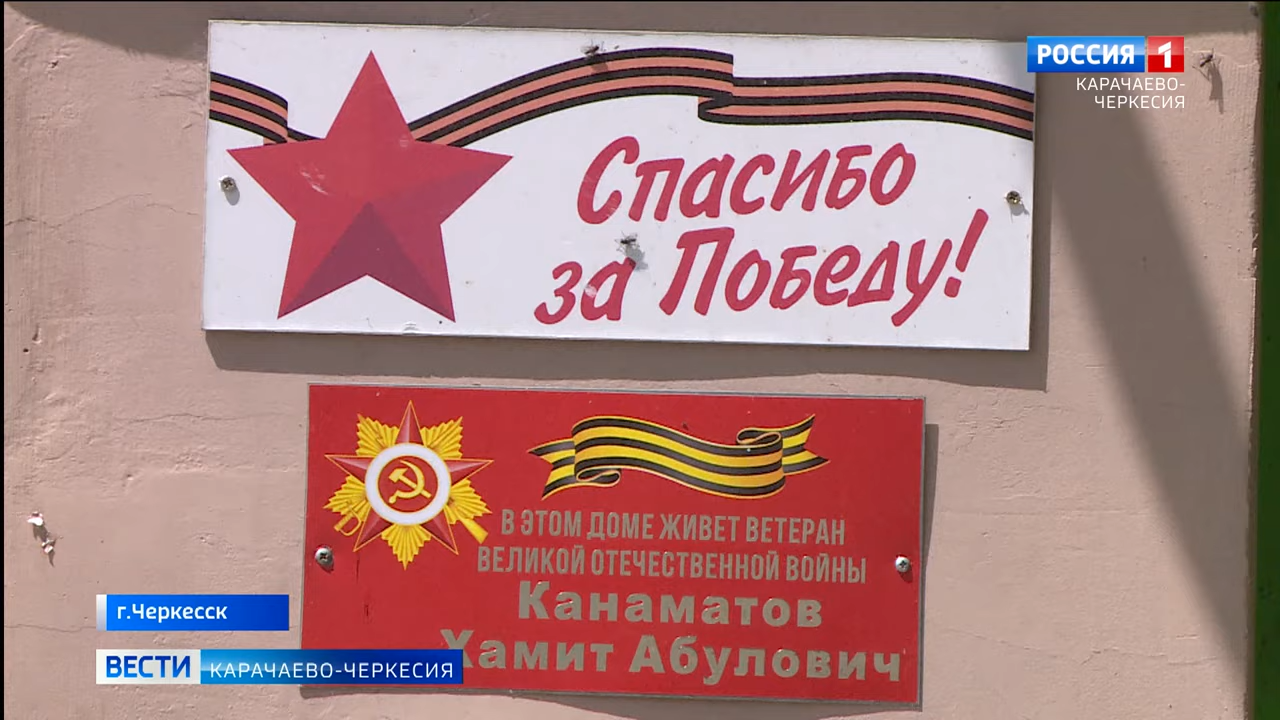 РОССИЯ 1
КАРАЧАЕВО-
ЧЕРКЕСИЯ
Спасибо
за Победу!
В ЭТОМ ДОМЕ ЖИВЕТ ВЕТЕРАН
ВЕЛИКОЙ ОТЕЧЕСТВЕННОЙ ВОЙНЫ
Канаматов
Хамит Абулович
г.Черкесск
ВЕСТИ КАРАЧАЕВО-ЧЕРКЕСИЯ